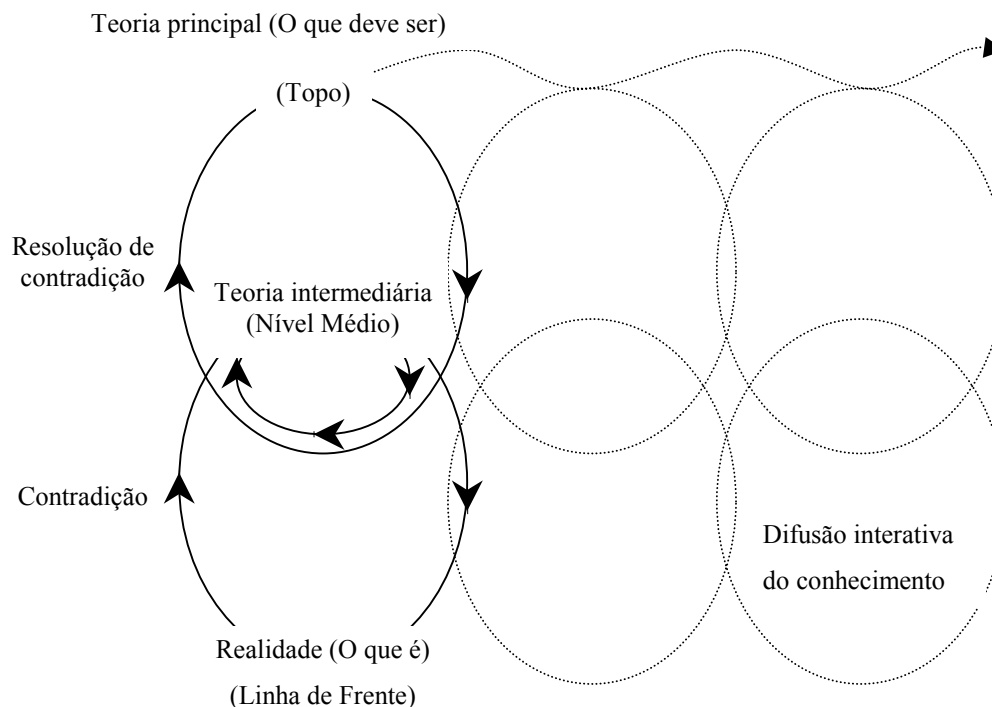 Teoria principal (O que deve ser)
(Topo)
Resolução de
contradição
Teoria intermediária
(Nível Médio)
Contradição
Difusão interativa
do conhecimento
Realidade (O que é)
(Linha de Frente)